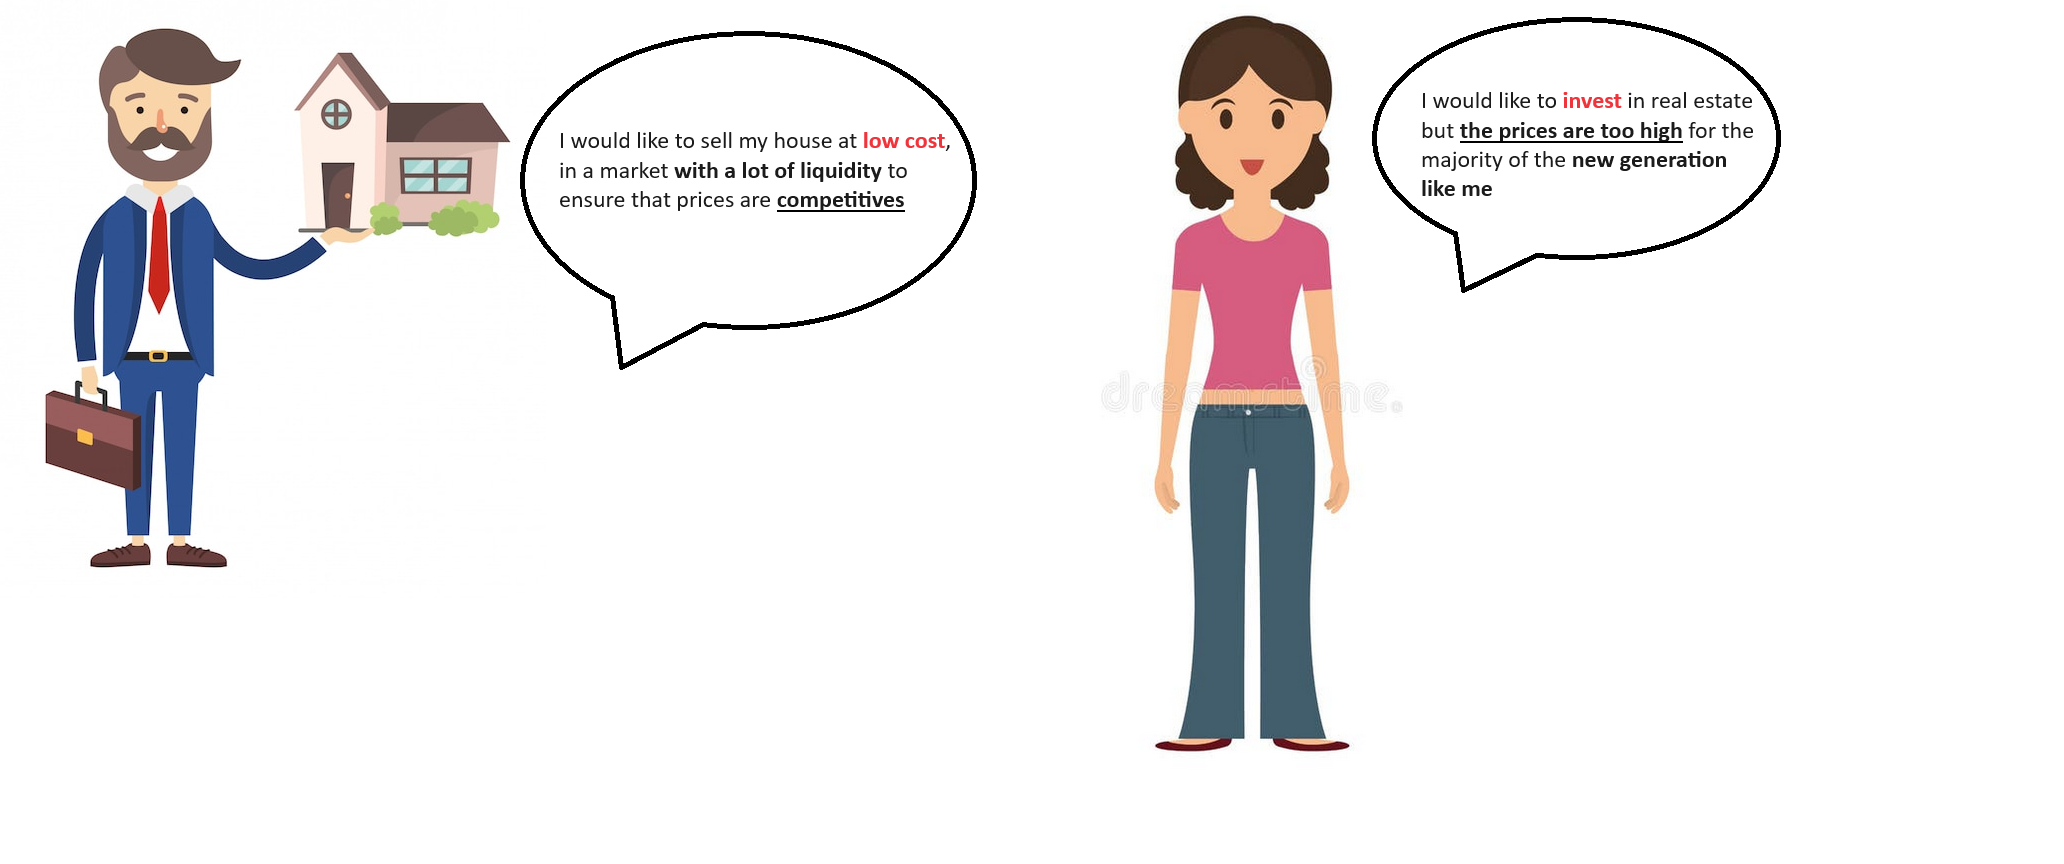 I would like to sell my house at low cost,
in a market with a lot of liquidity to
ensure that prices are competitives
I would like to invest in real estate
but the prices are too high for the
majority of the new generation
like me
dreamstime.